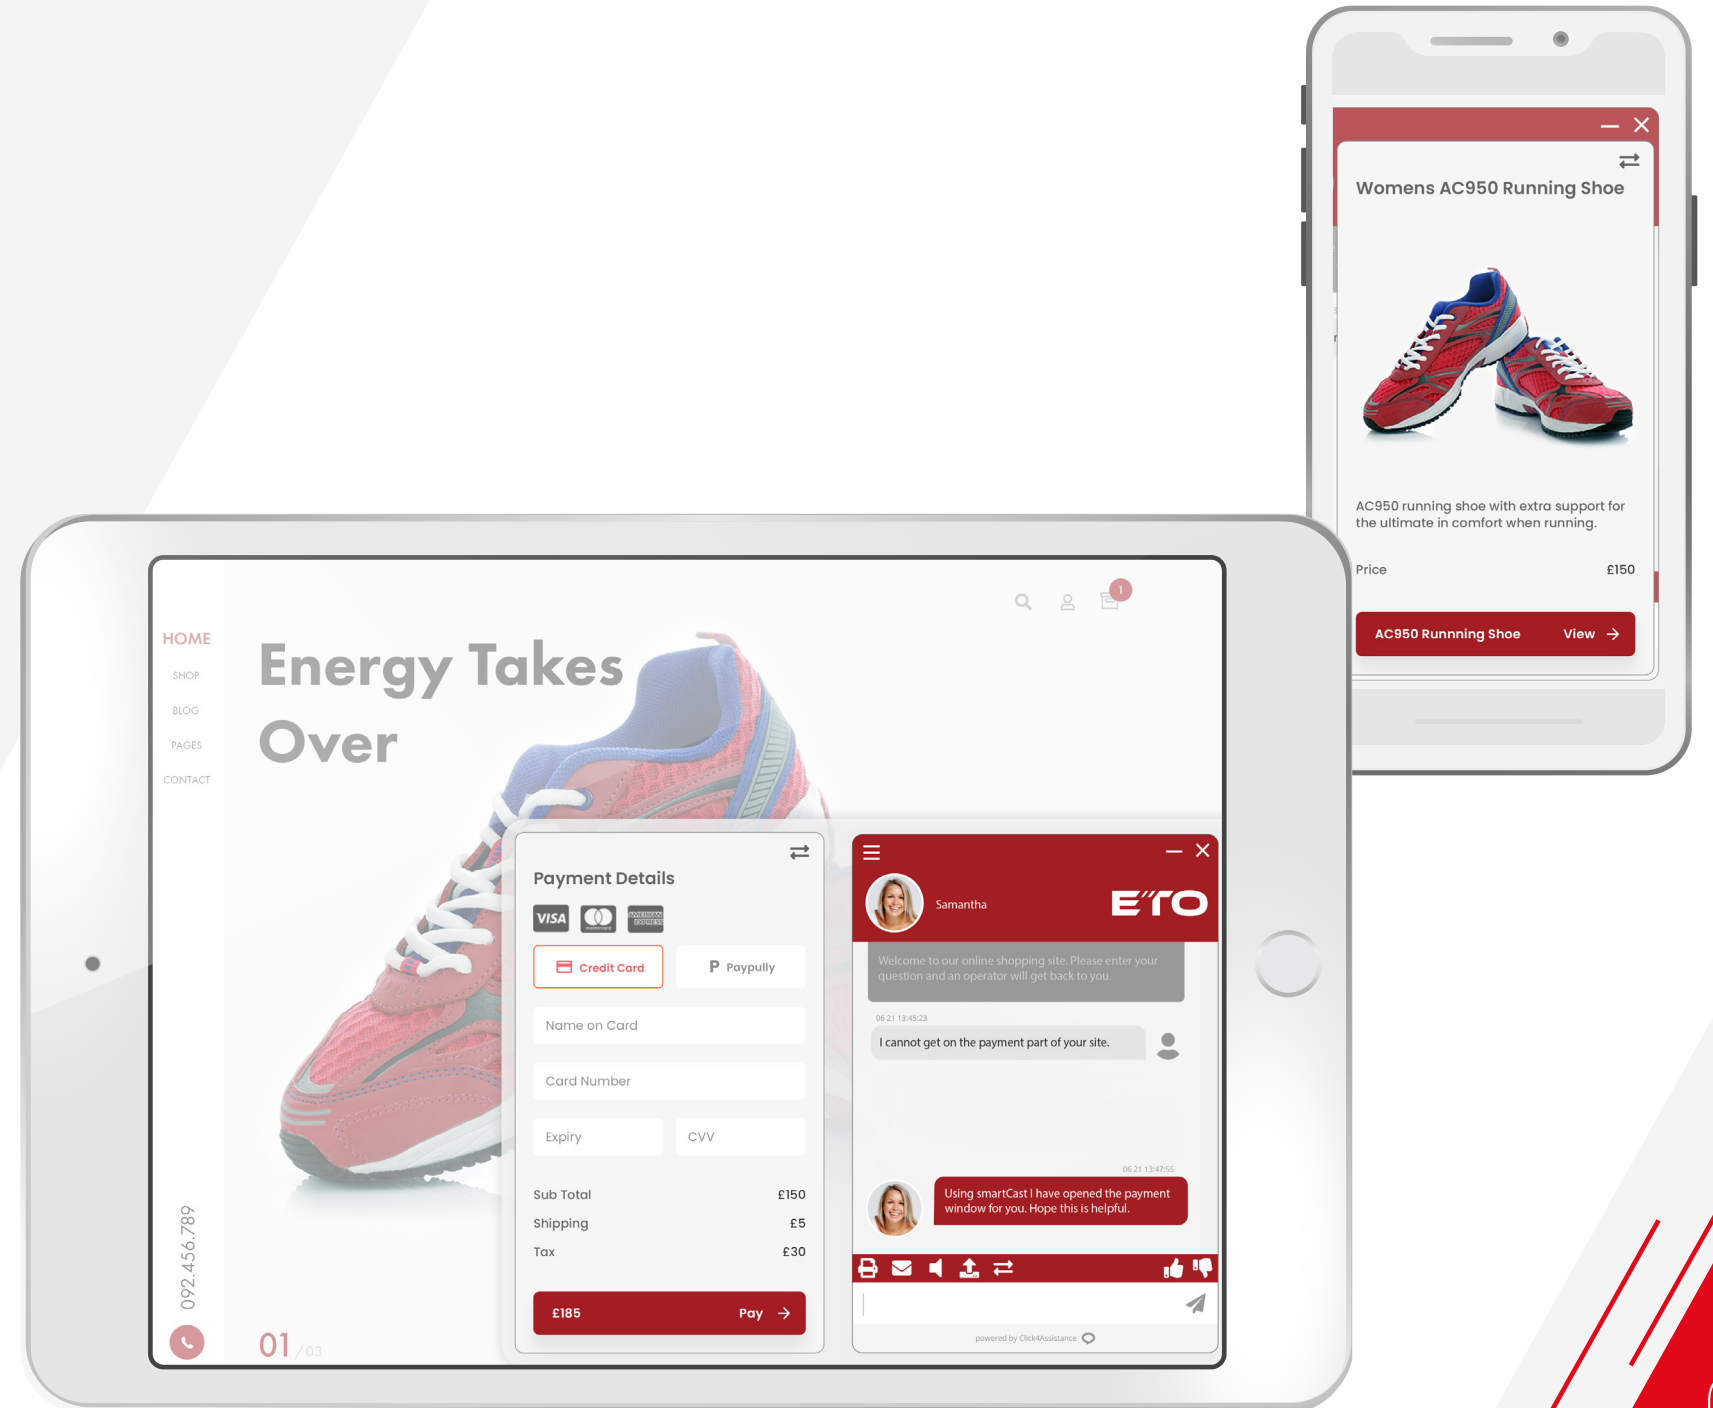 Womens AC950 Running Shoe
AC950 running shoe with extra support for
the ultimate in comfort when running.
Price £150
AC950 Runnning Shoe View
1
HOME
SHOP
BLOG
PAGES
CONTACT
092.456.789
Energy Takes
Over
01 /03
Payment Details
VISA mastercard AMERICAN EXPRESS
Credit Card
P Paypully
Name on Card
Card Number
Expiry CVV
Sub Total £150
Shipping £5
Tax £30
£185 Pay
Samantha
ETO
Welcome to our online shopping site. Please enter your
question and an operator will get back to you.
06 21 13:45:23
I cannot get on the payment part of your site.
06 21 13:47:55
Using smartCast I have opened the payment
window for you. Hope this is helpful.
powered by Click4Assistance